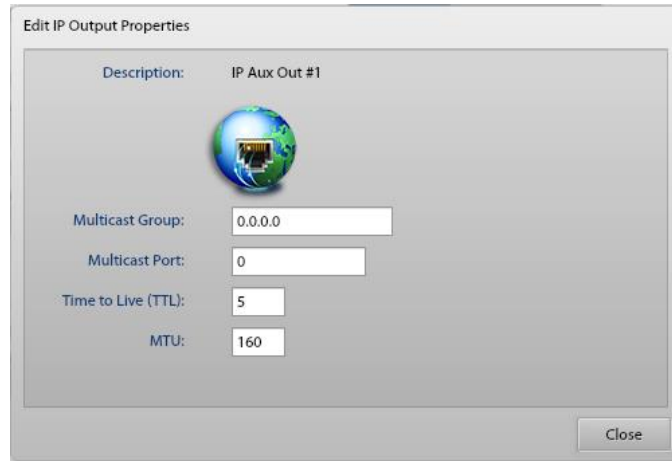 Edit IP Output Properties
Description: IP Aux Out #1
Multicast Group: 0.0.0.0
Multicast Port: 0
Time to Live (TTL): 5
MTU: 160
Close